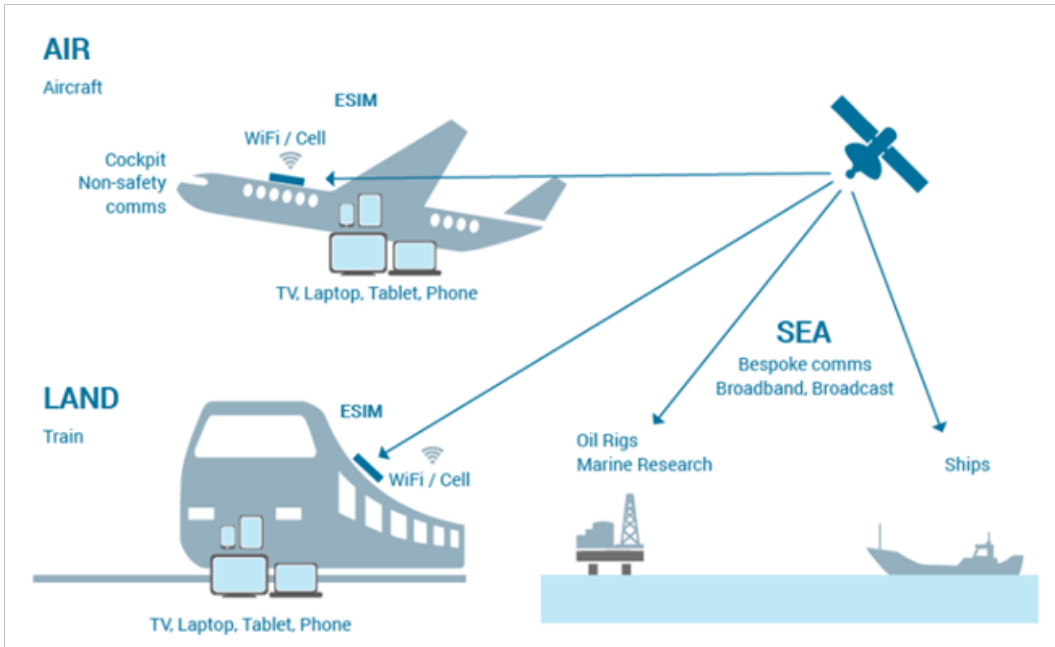 AIR
Aircraft
ESIM
WiFi / Cell
Cockpit
Non-safety
comms
TV, Laptop, Tablet, Phone
SEA
Bespoke comms
Broadband, Broadcast
LAND
Train
ESIM
WiFi / Cell
Oil Rigs
Marine Research
Ships
TV, Laptop, Tablet, Phone